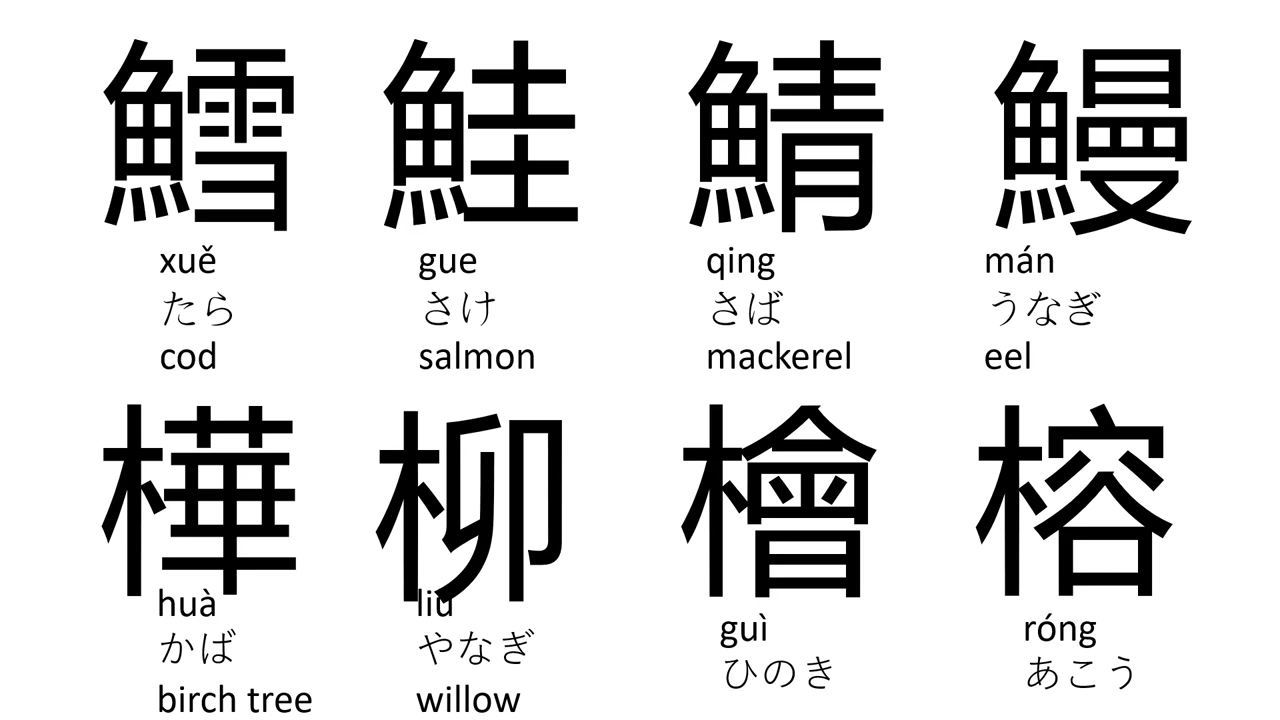 鱈 鮭 鯖 鰻
xuě gue qing mán
たら さけ さば うなぎ
cod salmon mackerel eel
樺 柳 檜 榕
huà liu guì róng
かば やなぎ ひのき あこう
birch tree willow